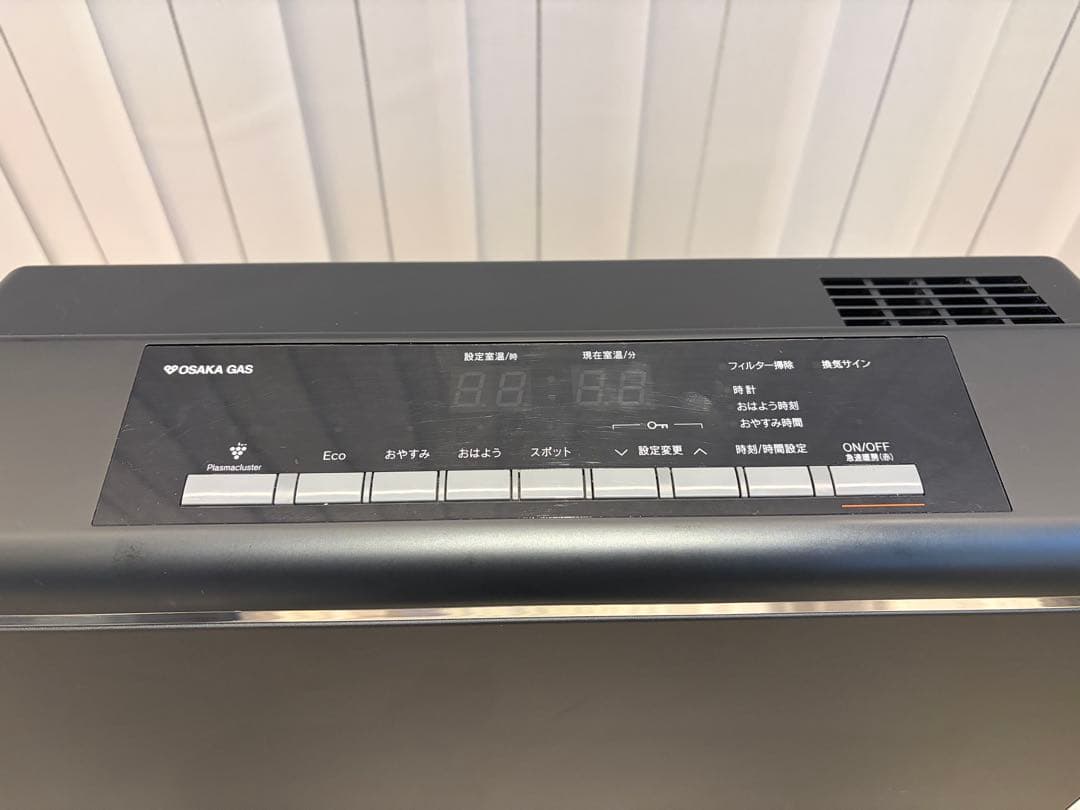 OSAKA GAS
設定室温/時
現在室温/分
フィルター掃除
換気サイン
時計
おはよう時刻
おやすみ時間
Plasmacluster
Eco
おやすみ
おはよう
スポット
設定変更
時刻/時間設定
ON/OFF
急速暖房(赤)